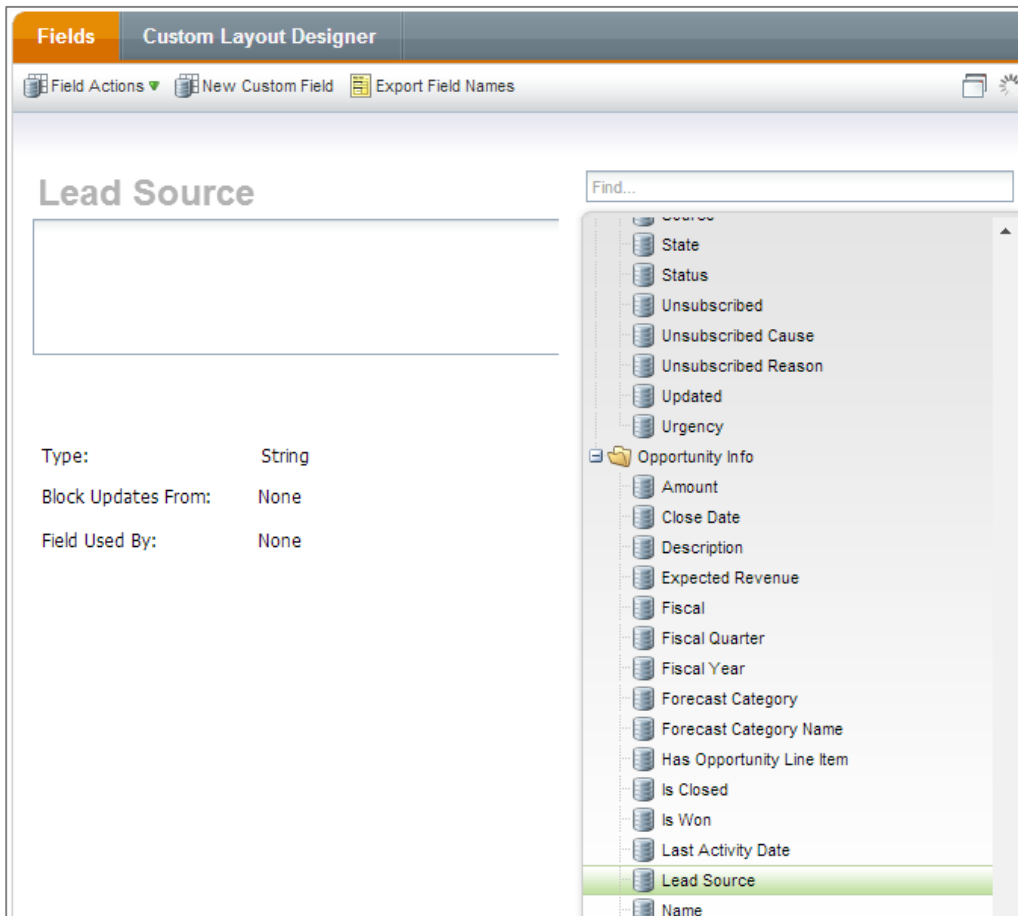 Fields
Custom Layout Designer
Field Actions
New Custom Field
Export Field Names
Lead Source
Type: String
Block Updates From: None
Field Used By: None
Find...
Source
State
Status
Unsubscribed
Unsubscribed Cause
Unsubscribed Reason
Updated
Urgency
Opportunity Info
Amount
Close Date
Description
Expected Revenue
Fiscal
Fiscal Quarter
Fiscal Year
Forecast Category
Forecast Category Name
Has Opportunity Line Item
Is Closed
Is Won
Last Activity Date
Lead Source
Name